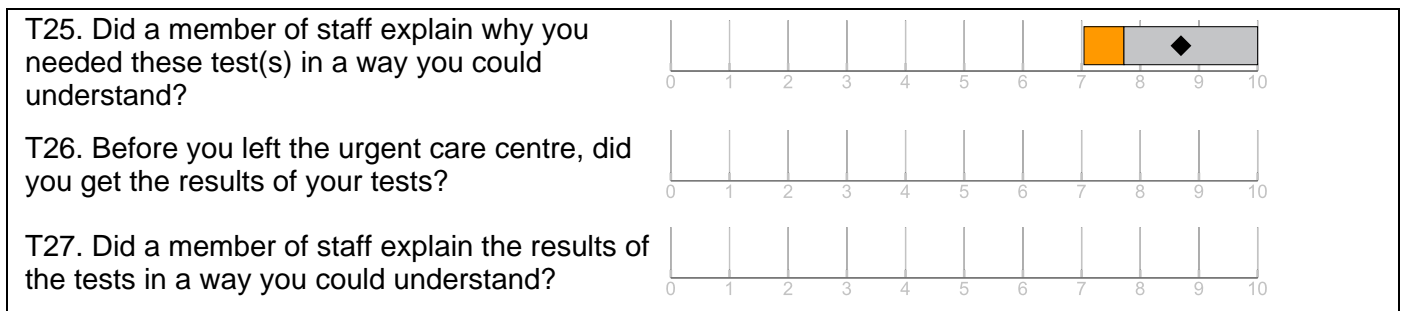 T25. Did a member of staff explain why you
needed these test(s) in a way you could
understand?
0 1 2 3 4 5 6 7 8 9 10
T26. Before you left the urgent care centre, did
you get the results of your tests?
0 1 2 3 4 5 6 7 8 9 10
T27. Did a member of staff explain the results of
the tests in a way you could understand?
0 1 2 3 4 5 6 7 8 9 10